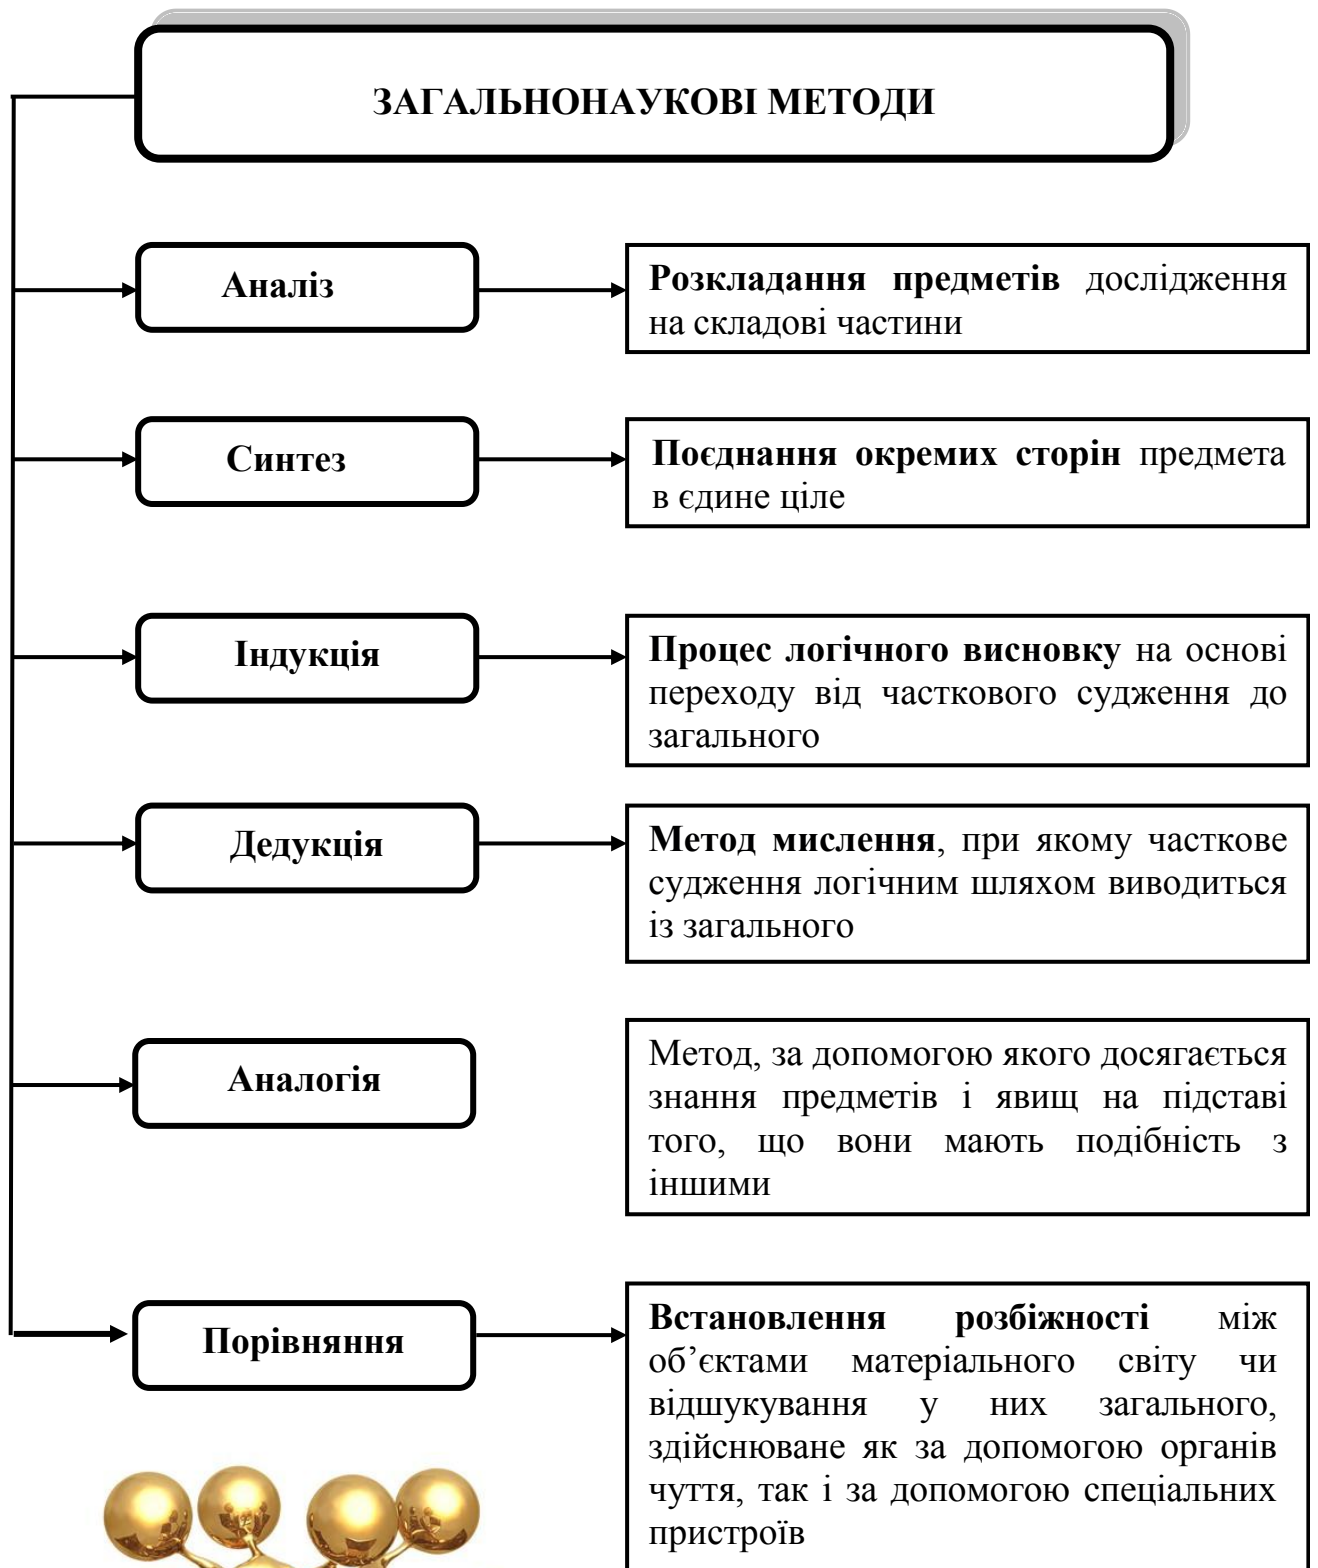 ЗАГАЛЬНОНАУКОВІ МЕТОДИ
Аналіз
Розкладання предметів дослідження
на складові частини
Синтез
Поєднання окремих сторін предмета
в єдине ціле
Індукція
Процес логічного висновку на основі
переходу від часткового судження до
загального
Дедукція
Метод мислення, при якому часткове
судження логічним шляхом виводиться
із загального
Аналогія
Метод, за допомогою якого досягається
знання предметів і явищ на підставі
того, що вони мають подібність з
іншими
Порівняння
Встановлення розбіжності між
об’єктами матеріального світу чи
відшукування у них загального,
здійснюване як за допомогою органів
чуття, так і за допомогою спеціальних
пристроїв